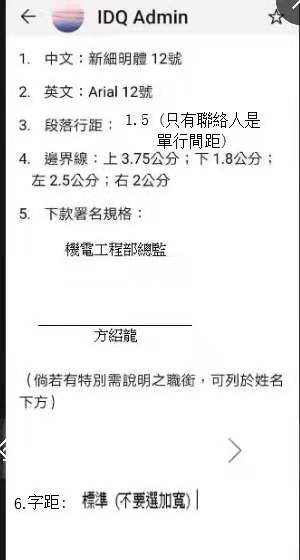 IDQ Admin
1. 中文：新細明體 12號
2. 英文：Arial 12號
3. 段落行距： 1.5（只有聯絡人是
單行間距）
4. 邊界線：上 3.75公分；下 1.8公分；
左 2.5公分；右 2公分
5. 下款署名規格：
機電工程部總監
方紹龍
（倘若有特別需說明之職銜，可列於姓名
下方）
6.字距： 標準（不要選加寬）